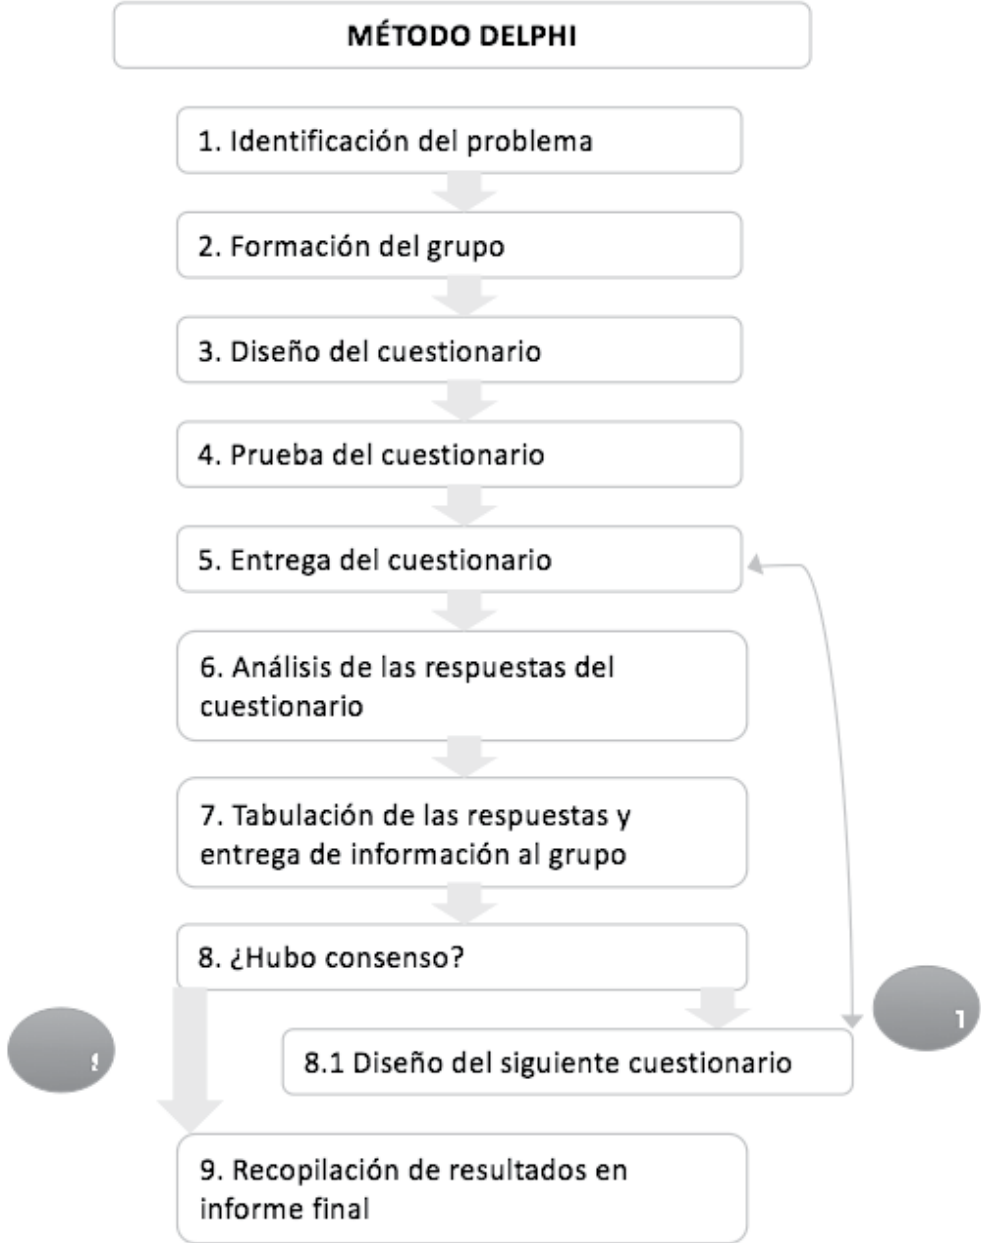 MÉTODO DELPHI
1. Identificación del problema
2. Formación del grupo
3. Diseño del cuestionario
4. Prueba del cuestionario
5. Entrega del cuestionario
6. Análisis de las respuestas del
cuestionario
7. Tabulación de las respuestas y
entrega de información al grupo
8. ¿Hubo consenso?
8.1 Diseño del siguiente cuestionario
9. Recopilación de resultados en
informe final